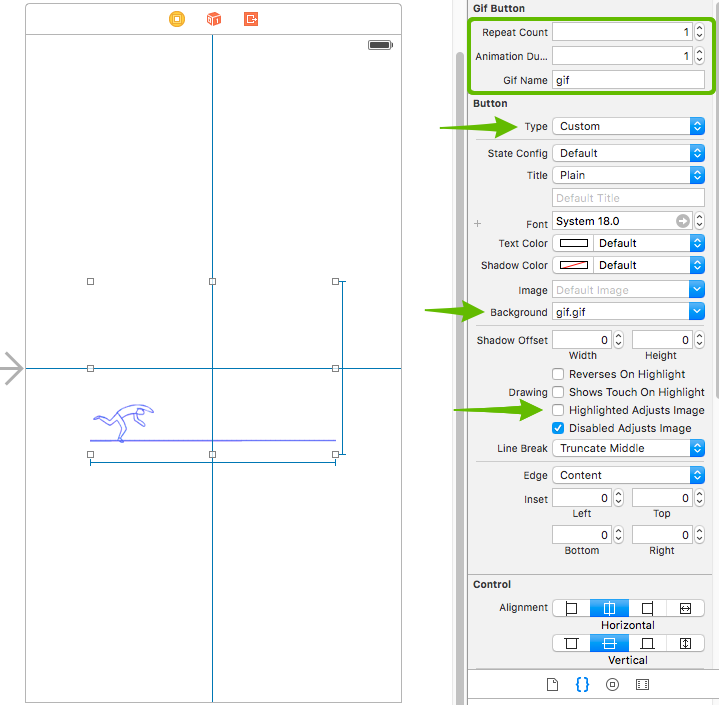 Gif Button
Repeat Count 1
Animation Du... 1
Gif Name gif
Button
Type Custom
State Config Default
Title Plain
Default Title
+ Font System 18.0
Text Color Default
Shadow Color Default
Image Default Image
Background gif.gif
Shadow Offset 0 0
Width Height
Reverses On Highlight
Drawing Shows Touch On Highlight
Highlighted Adjusts Image
Disabled Adjusts Image
Line Break Truncate Middle
Edge Content
Inset 0 0
Left Top
0 0
Bottom Right
Control
Alignment
Horizontal
Vertical
{}